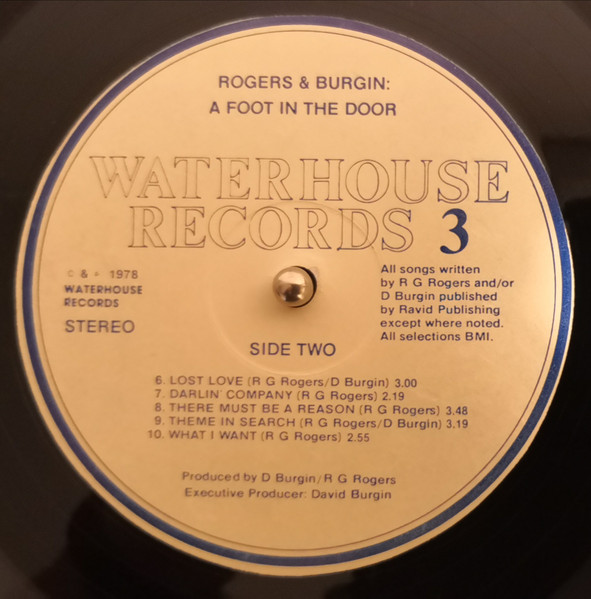 ROGERS & BURGIN:
A FOOT IN THE DOOR
WATERHOUSE
RECORDS 3
© & ℗ 1978
WATERHOUSE
RECORDS
STEREO
All songs written
by R G Rogers and/or
D Burgin published
by Ravid Publishing
except where noted.
All selections BMI.
SIDE TWO
6. LOST LOVE (R G Rogers/D Burgin) 3.00
7. DARLIN' COMPANY (R G Rogers) 2.19
8. THERE MUST BE A REASON (R G Rogers) 3.48
9. THEME IN SEARCH (R G Rogers/D Burgin) 3.19
10. WHAT I WANT (R G Rogers) 2.55
Produced by D Burgin/R G Rogers
Executive Producer: David Burgin